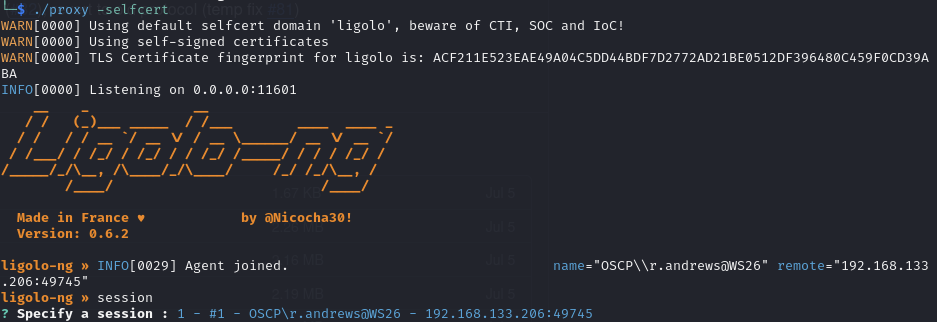 └─$ ./proxy -selfcert
WARN[0000] Using default selfcert domain 'ligolo', beware of CTI, SOC and IoC!
WARN[0000] Using self-signed certificates
WARN[0000] TLS Certificate fingerprint for ligolo is: ACF211E523EAE49A04C5DD44BDF7D2772AD21BE0512DF396480C459F0CD39A
BA
INFO[0000] Listening on 0.0.0.0:11601
Ligolo-ng
Made in France ♥ by @Nicocha30!
Version: 0.6.2
ligolo-ng » INFO[0029] Agent joined. name="OSCP\\r.andrews@WS26" remote="192.168.133
.206:49745"
ligolo-ng » session
? Specify a session : 1 - #1 - OSCP\r.andrews@WS26 - 192.168.133.206:49745